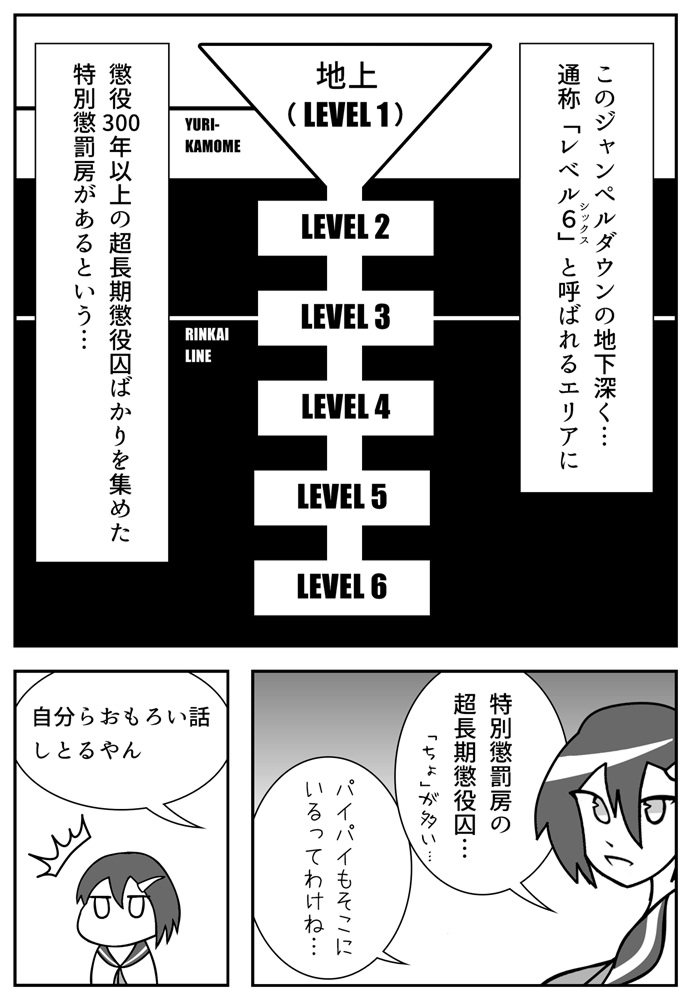 このジャンペルダウンの地下深く…
通称「レベル6」と呼ばれるエリアに
シックス
地上
（LEVEL 1）
YURI-
KAMOME
LEVEL 2
LEVEL 3
RINKAI
LINE
LEVEL 4
LEVEL 5
LEVEL 6
懲役300年以上の超長期懲役囚ばかりを集めた
特別懲罰房があるという…
特別懲罰房の
超長期懲役囚…
「ちょ」が多い…
パイパイもそこに
いるってわけね…
自分らおもろい話
しとるやん